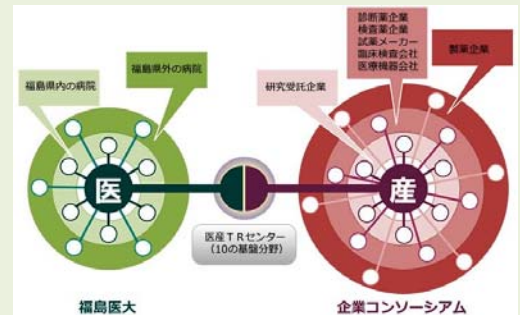 福島県内の病院
福島県外の病院
研究受託企業
診断薬企業
検査薬企業
試薬メーカー
臨床検査会社
医療機器会社
製薬企業
医
産
医産TRセンター
(10の基盤分野)
福島医大
企業コンソーシアム